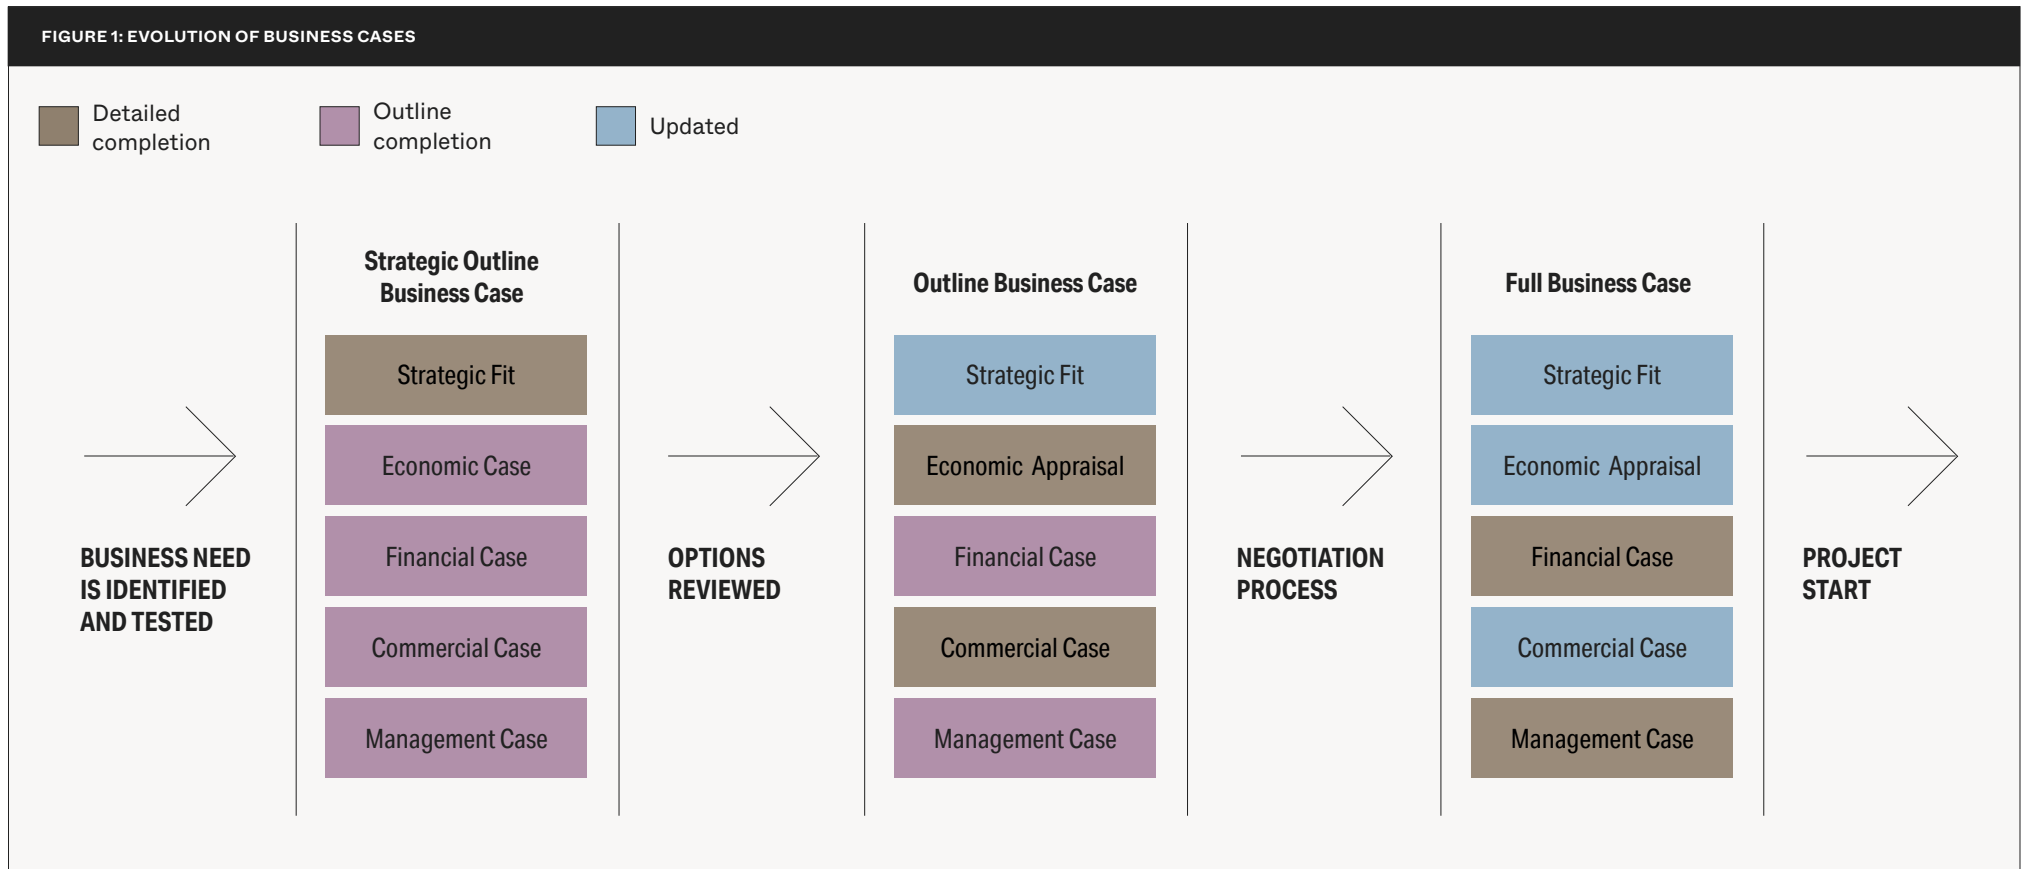 FIGURE 1: EVOLUTION OF BUSINESS CASES
Detailed
completion
Outline
completion
Updated
BUSINESS NEED
IS IDENTIFIED
AND TESTED
Strategic Outline
Business Case
Strategic Fit
Economic Case
Financial Case
Commercial Case
Management Case
OPTIONS
REVIEWED
Outline Business Case
Strategic Fit
Economic Appraisal
Financial Case
Commercial Case
Management Case
NEGOTIATION
PROCESS
Full Business Case
Strategic Fit
Economic Appraisal
Financial Case
Commercial Case
Management Case
PROJECT
START